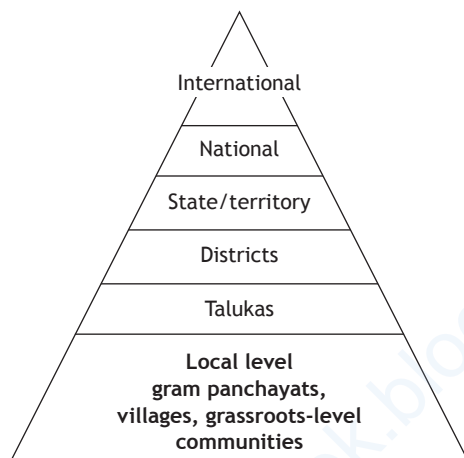 International
National
State/territory
Districts
Talukas
Local level
gram panchayats,
villages, grassroots-level
communities